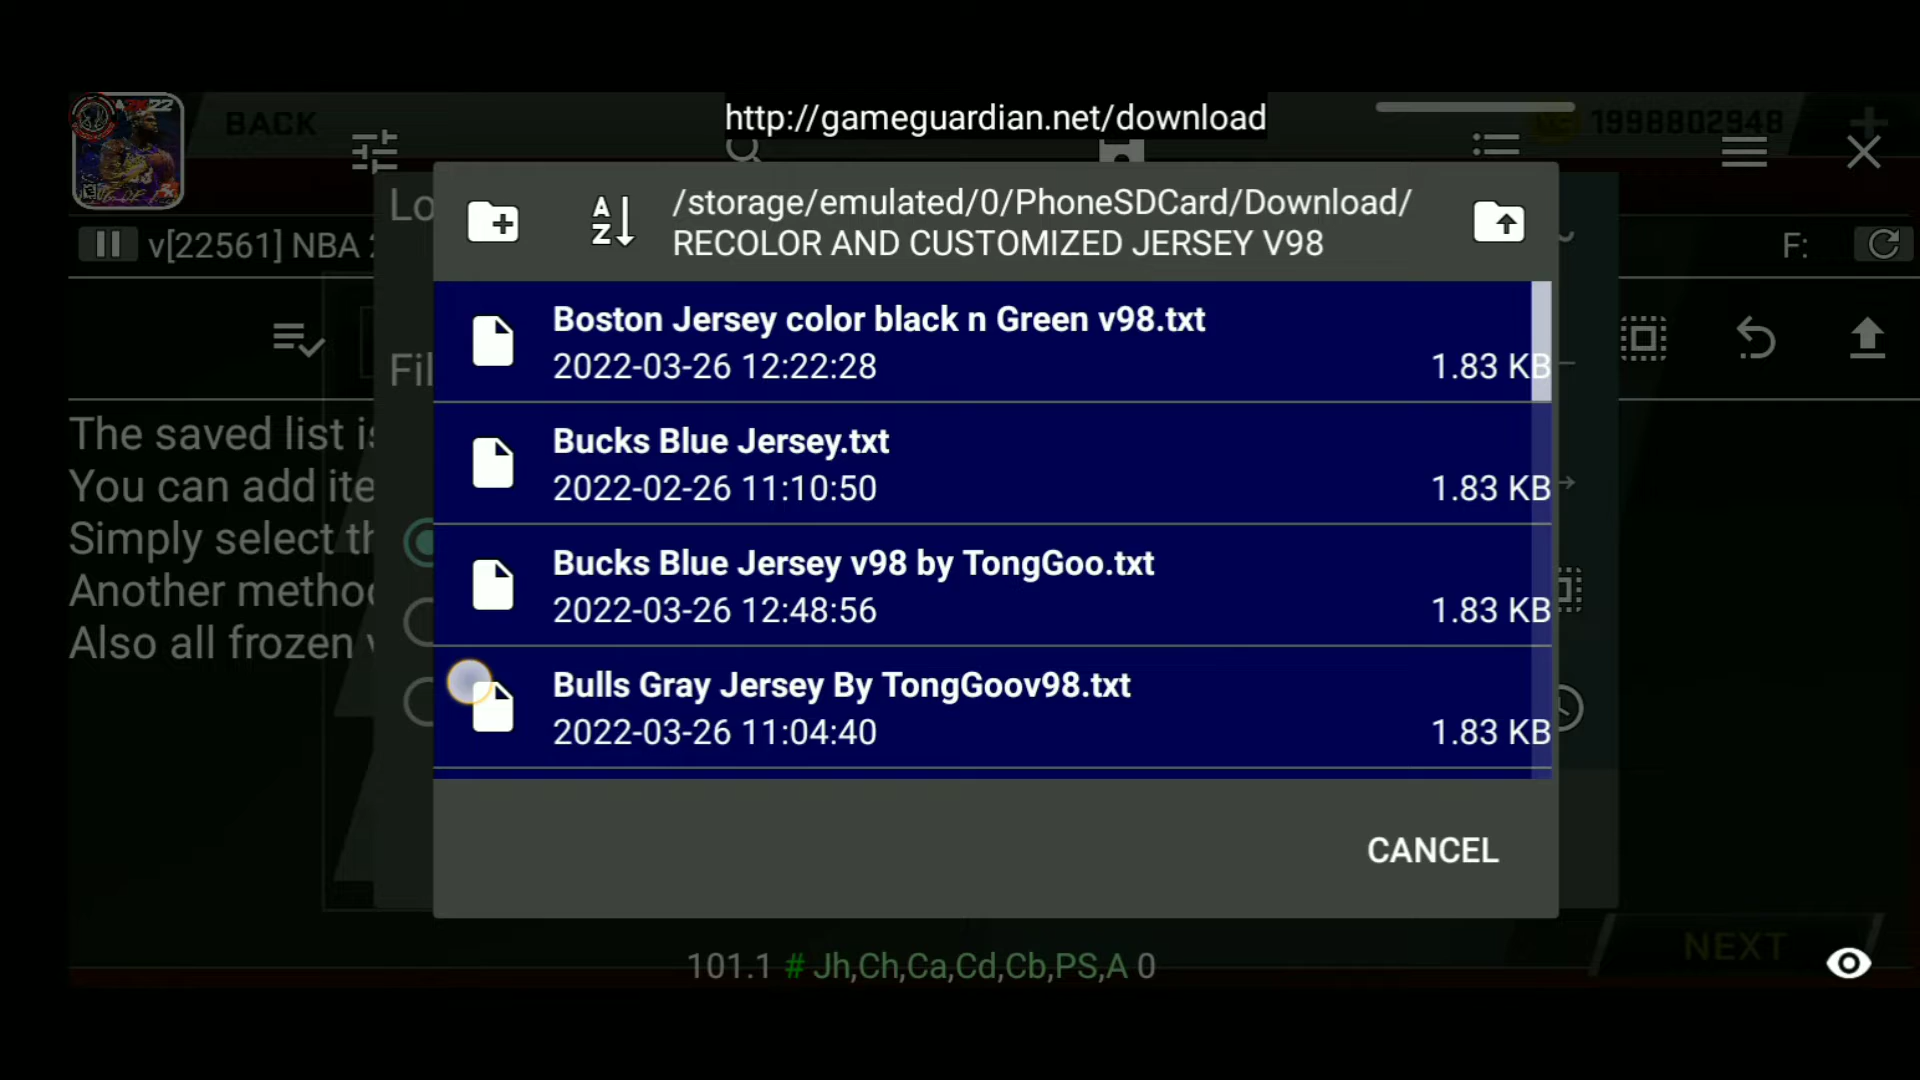 http://gameguardian.net/download
BACK
1998802948
2K22
Lo
/storage/emulated/0/PhoneSDCard/Download/
RECOLOR AND CUSTOMIZED JERSEY V98
v[22561] NBA
F:
Boston Jersey color black n Green v98.txt
2022-03-26 12:22:28
1.83 KB
Fil
Bucks Blue Jersey.txt
2022-02-26 11:10:50
1.83 KB
The saved list is
You can add ite
Simply select th
Another method
Also all frozen
Bucks Blue Jersey v98 by TongGoo.txt
2022-03-26 12:48:56
1.83 KB
Bulls Gray Jersey By TongGoov98.txt
2022-03-26 11:04:40
1.83 KB
CANCEL
NEXT
101.1 # Jh,Ch,Ca,Cd,Cb,PS,A 0